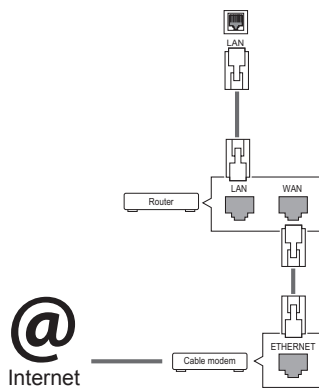 LAN
LAN WAN
Router
ETHERNET
@
Cable modem
Internet